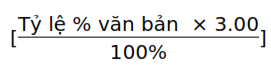 [Tỷ lệ % văn bản × 3.00
100%]